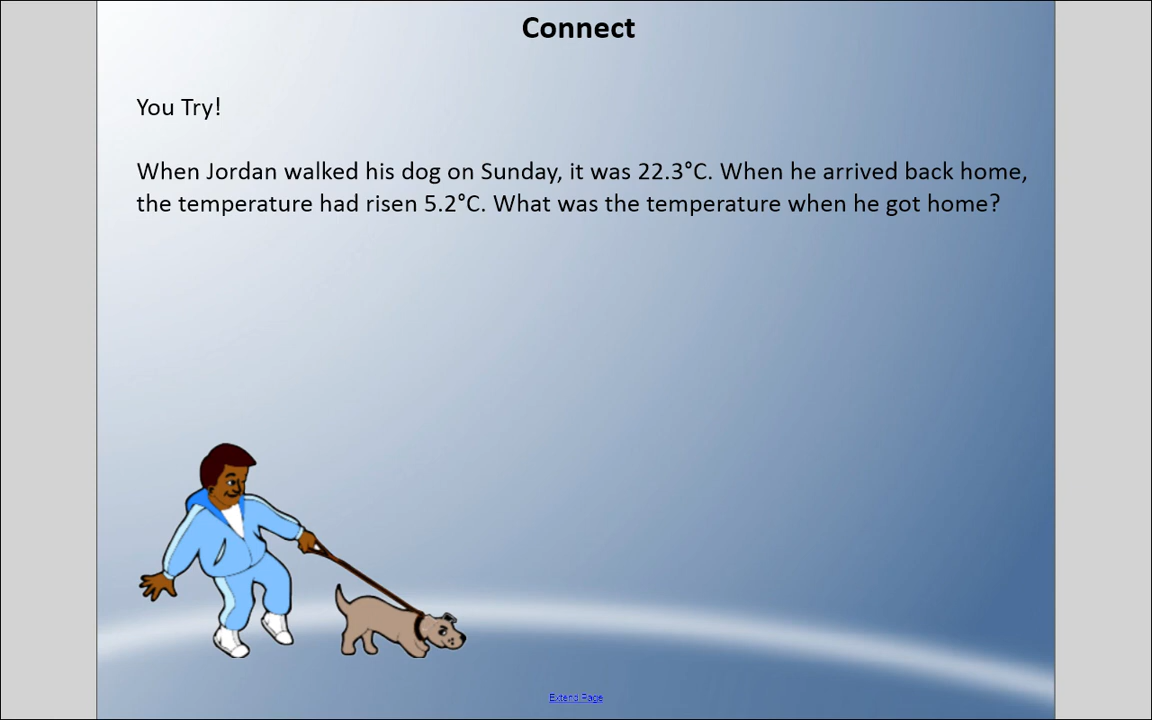 Connect
You Try!
When Jordan walked his dog on Sunday, it was 22.3°C. When he arrived back home,
the temperature had risen 5.2°C. What was the temperature when he got home?
Extend Page